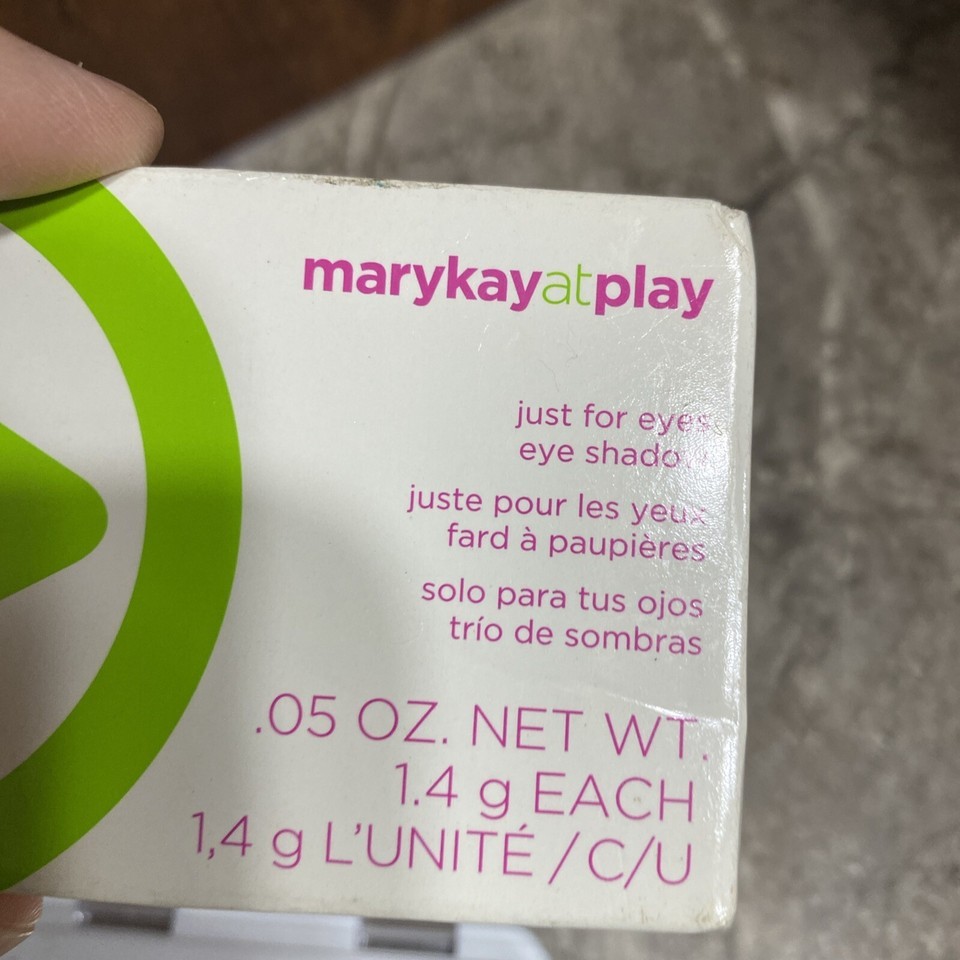 marykayatplay
just for eyes
eye shadow
juste pour les yeux
fard à paupières
solo para tus ojos
trío de sombras
.05 OZ. NET WT.
1.4 g EACH
1,4 g L'UNITÉ / C/U